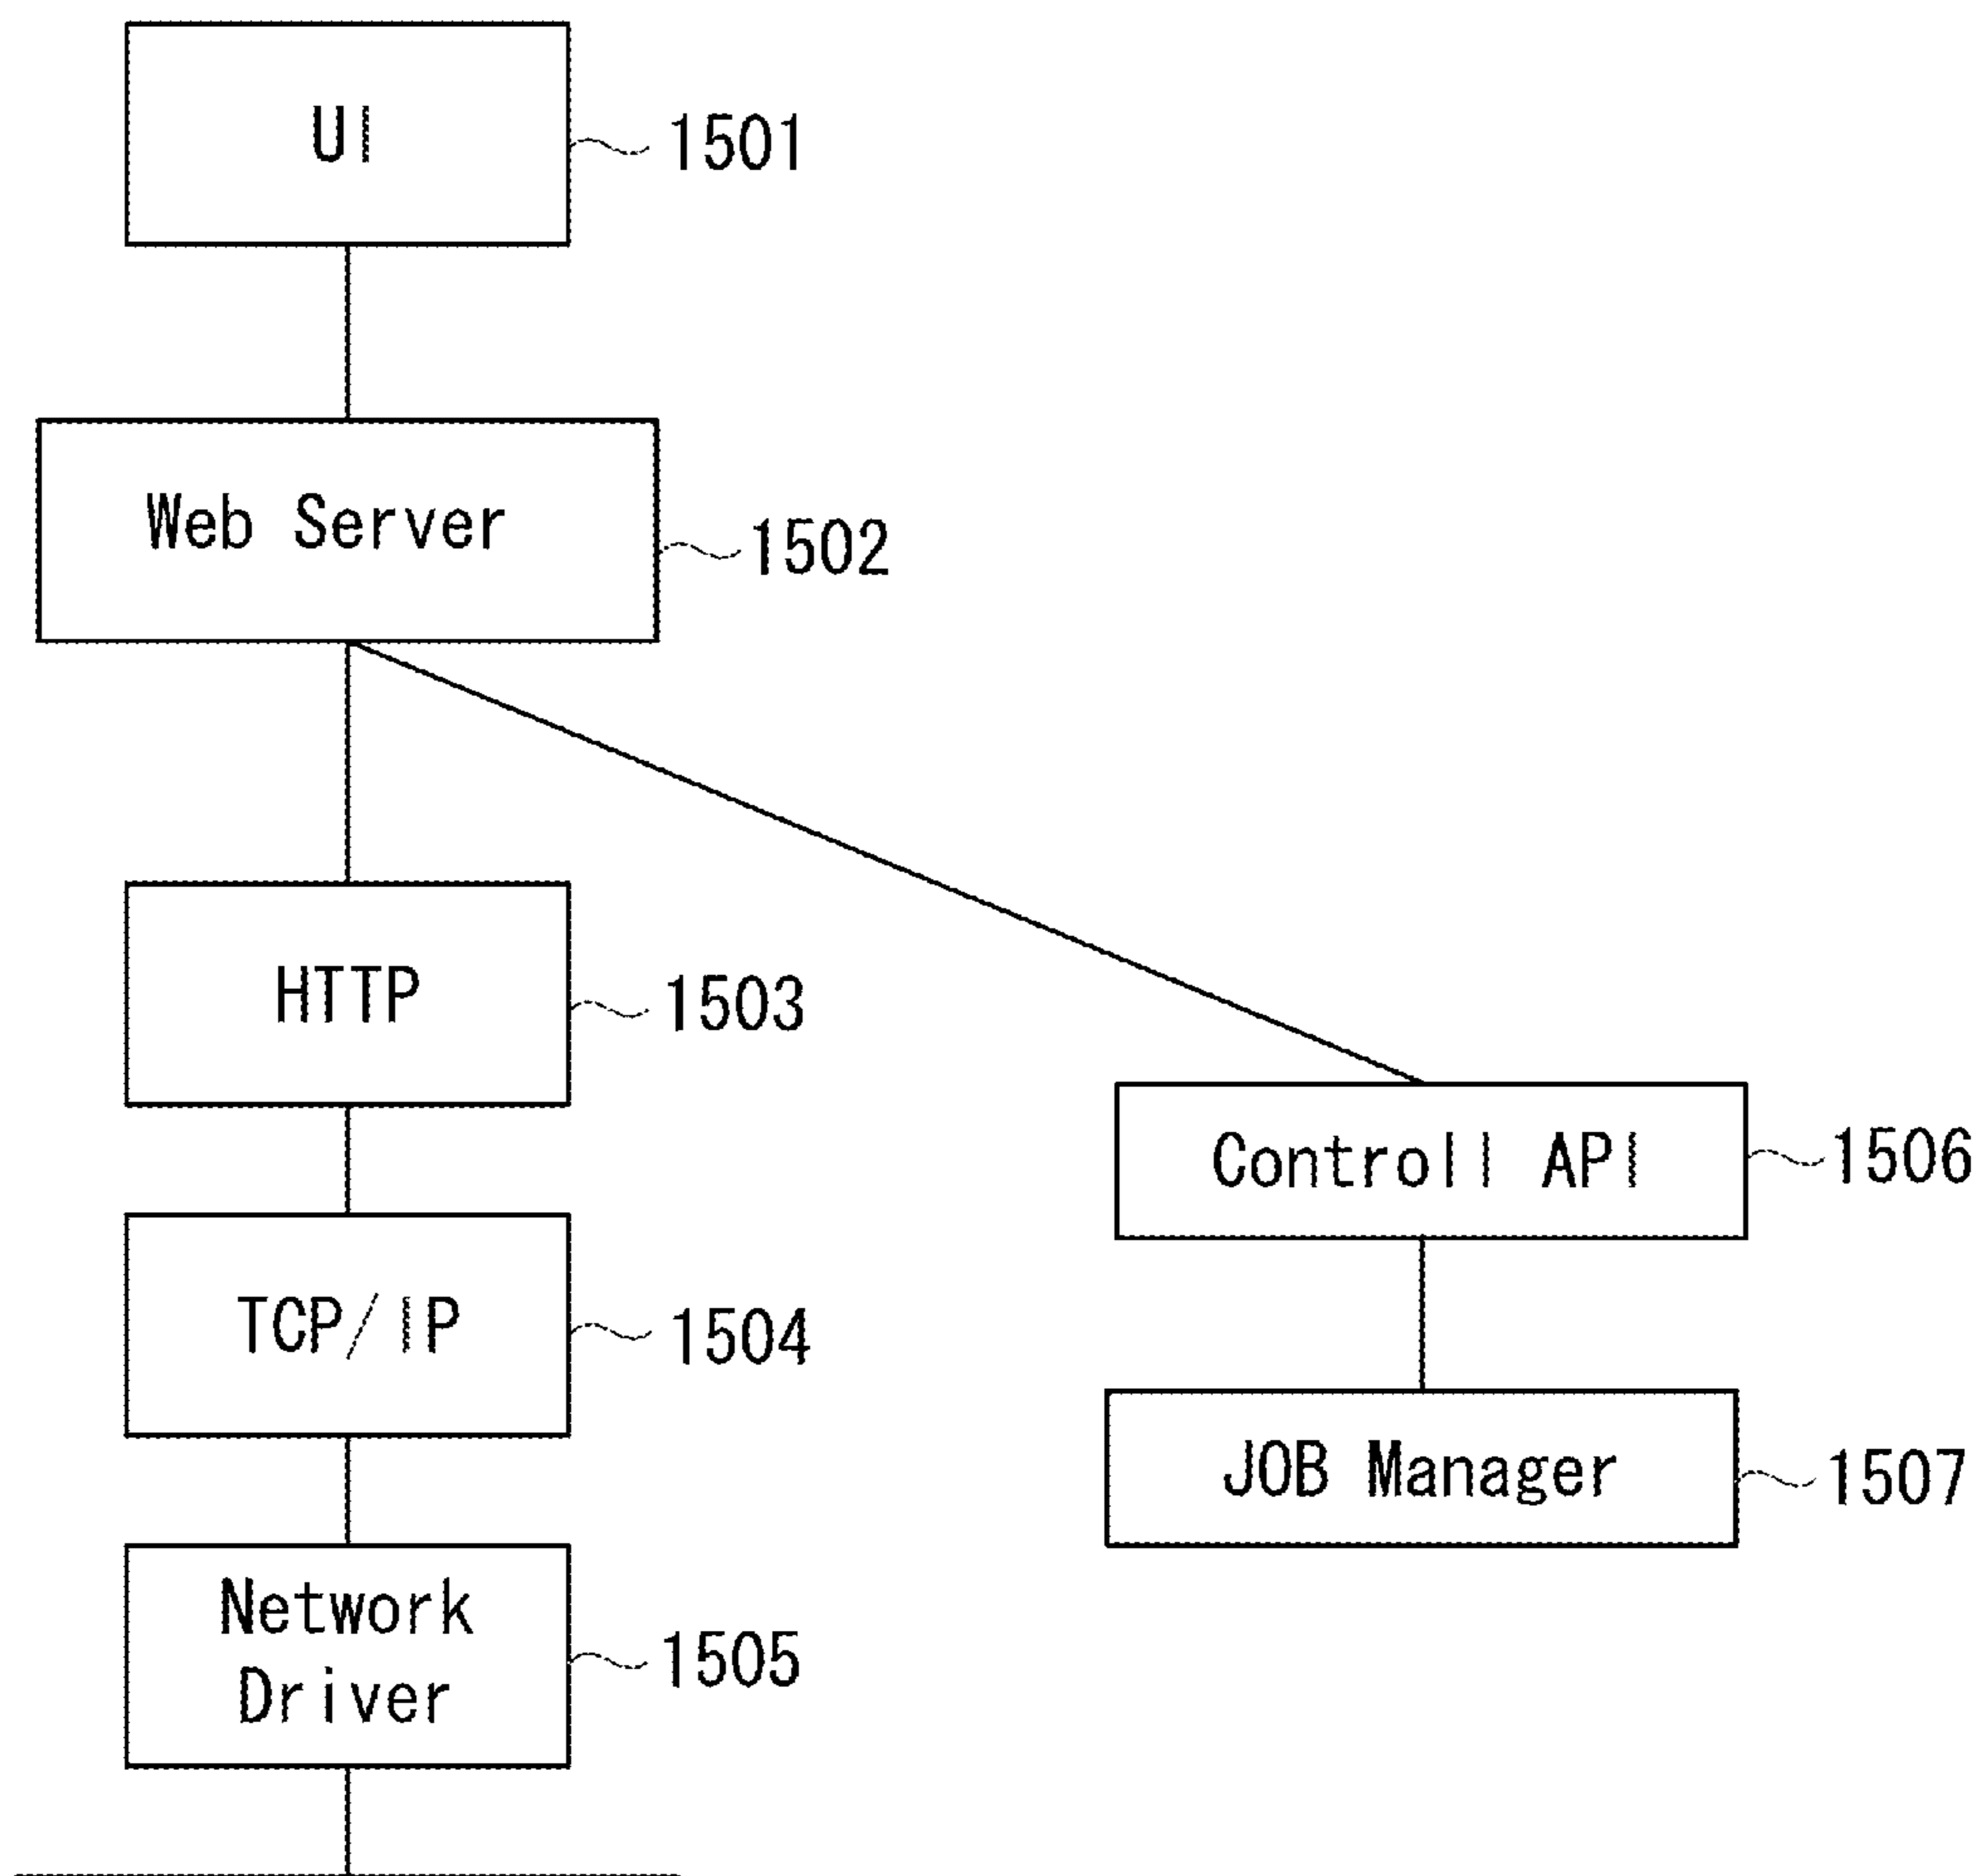 UI
1501
Web Server
1502
HTTP
1503
Controll API
1506
TCP/IP
1504
JOB Manager
1507
Network
Driver
1505